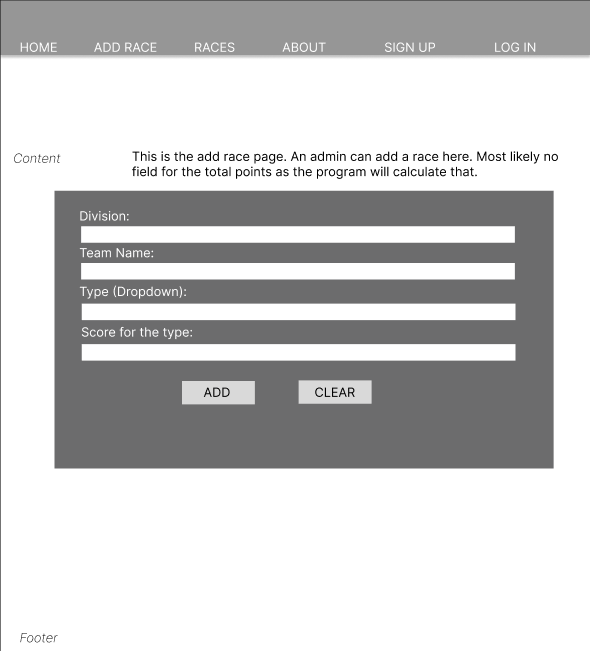 HOME ADD RACE RACES ABOUT SIGN UP LOG IN
Content
This is the add race page. An admin can add a race here. Most likely no
field for the total points as the program will calculate that.
Division:
Team Name:
Type (Dropdown):
Score for the type:
ADD CLEAR
Footer